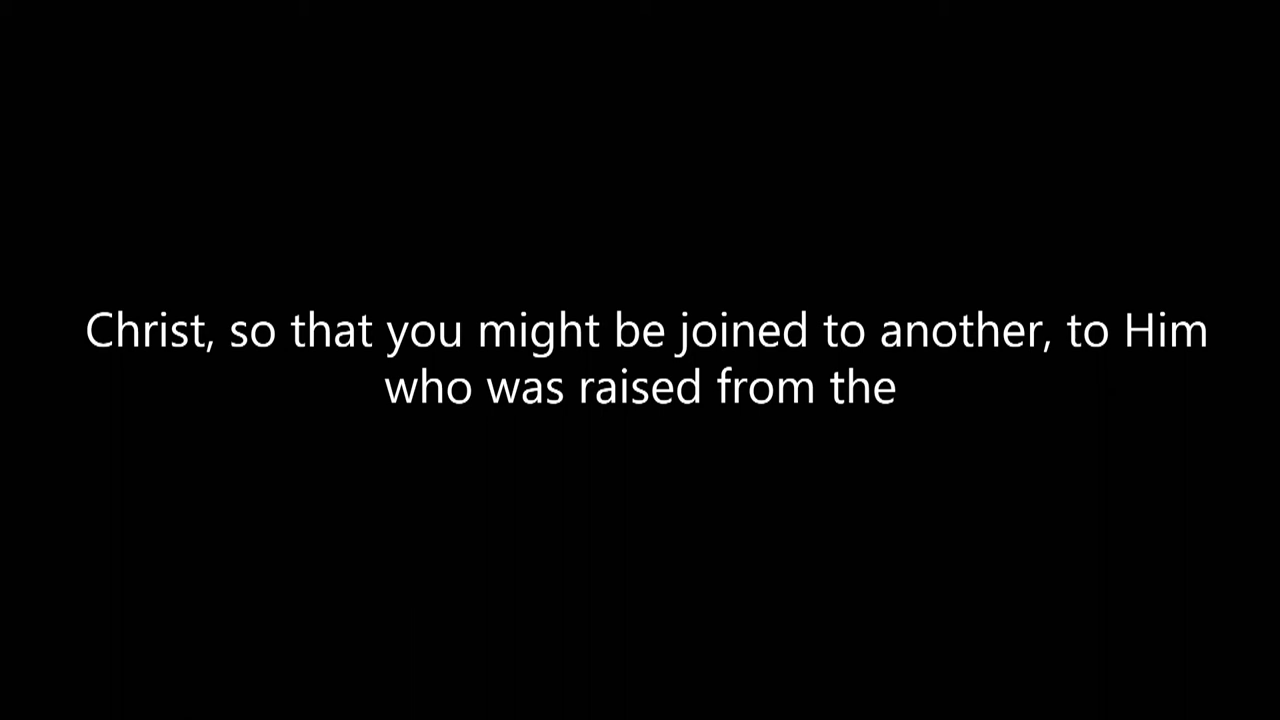 Christ, so that you might be joined to another, to Him
who was raised from the